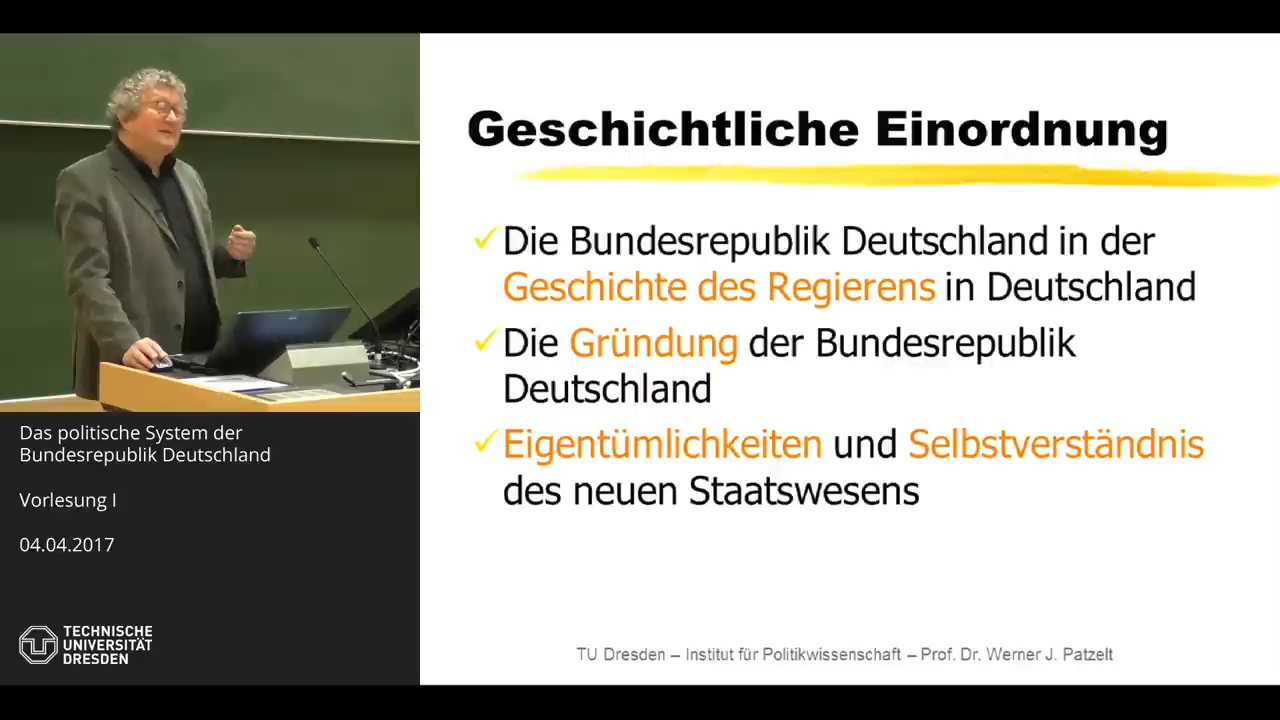 Geschichtliche Einordnung
Die Bundesrepublik Deutschland in der
Geschichte des Regierens in Deutschland
Die Gründung der Bundesrepublik
Deutschland
Eigentümlichkeiten und Selbstverständnis
des neuen Staatswesens
TU Dresden – Institut für Politikwissenschaft – Prof. Dr. Werner J. Patzelt
Das politische System der
Bundesrepublik Deutschland
Vorlesung I
04.04.2017
TECHNISCHE
UNIVERSITÄT
DRESDEN